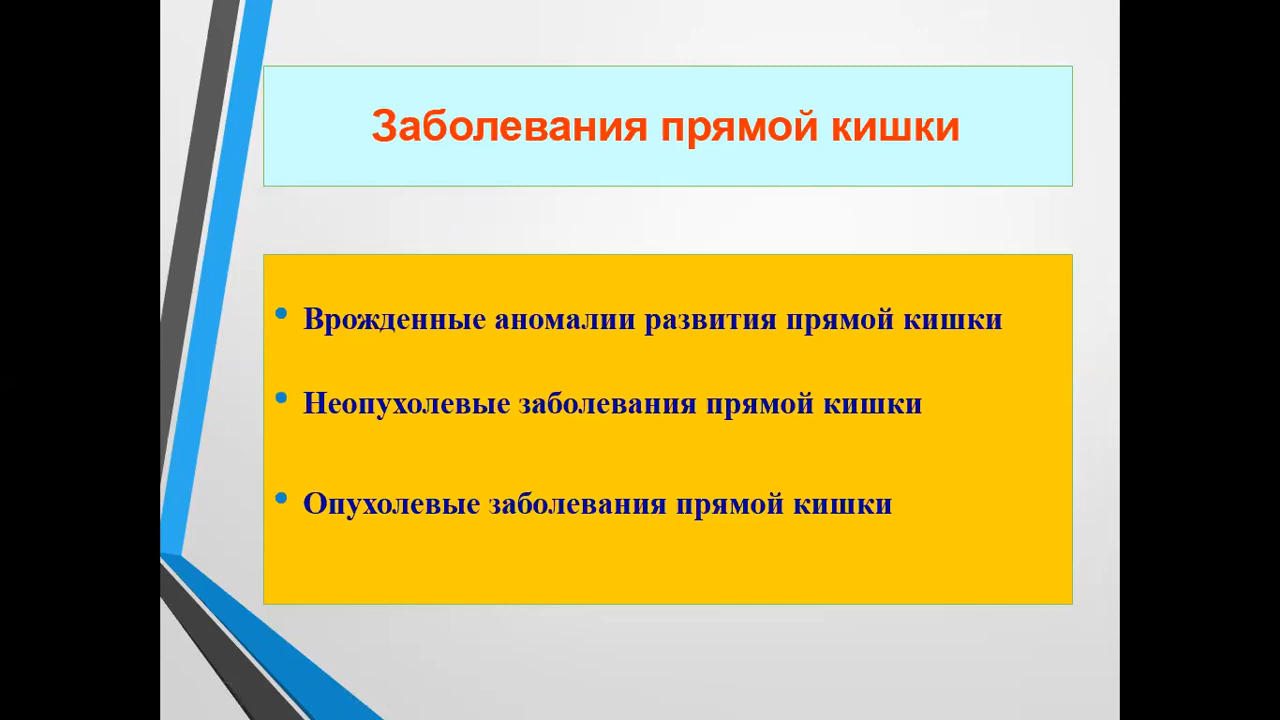 Заболевания прямой кишки
• Врожденные аномалии развития прямой кишки
• Неопухолевые заболевания прямой кишки
• Опухолевые заболевания прямой кишки